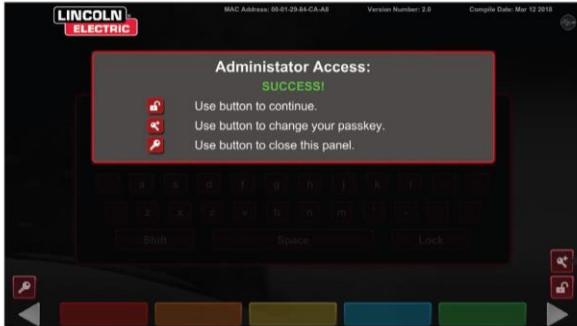 LINCOLN
ELECTRIC
MAC Address: 00-01-29-84-CA-A8 Version Number: 2.0 Compile Date: Mar 12 2018
Administator Access:
SUCCESS!
Use button to continue.
Use button to change your passkey.
Use button to close this panel.
a s d f g h j k l
z x c v b n m
Shift Space Lock